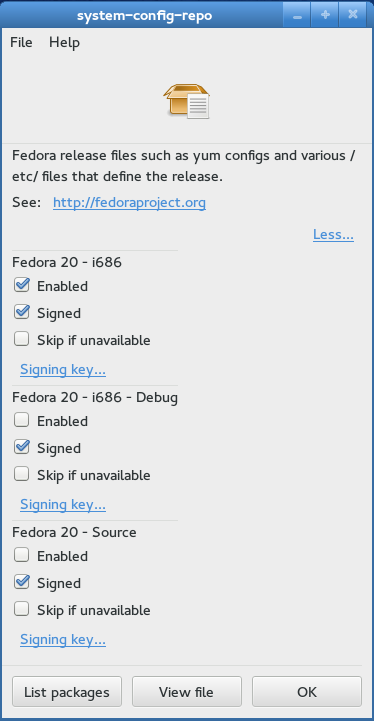 system-config-repo
File Help
Fedora release files such as yum configs and various /
etc/ files that define the release.
See: http://fedoraproject.org
Less...
Fedora 20 - i686
Enabled
Signed
Skip if unavailable
Signing key...
Fedora 20 - i686 - Debug
Enabled
Signed
Skip if unavailable
Signing key...
Fedora 20 - Source
Enabled
Signed
Skip if unavailable
Signing key...
List packages View file OK